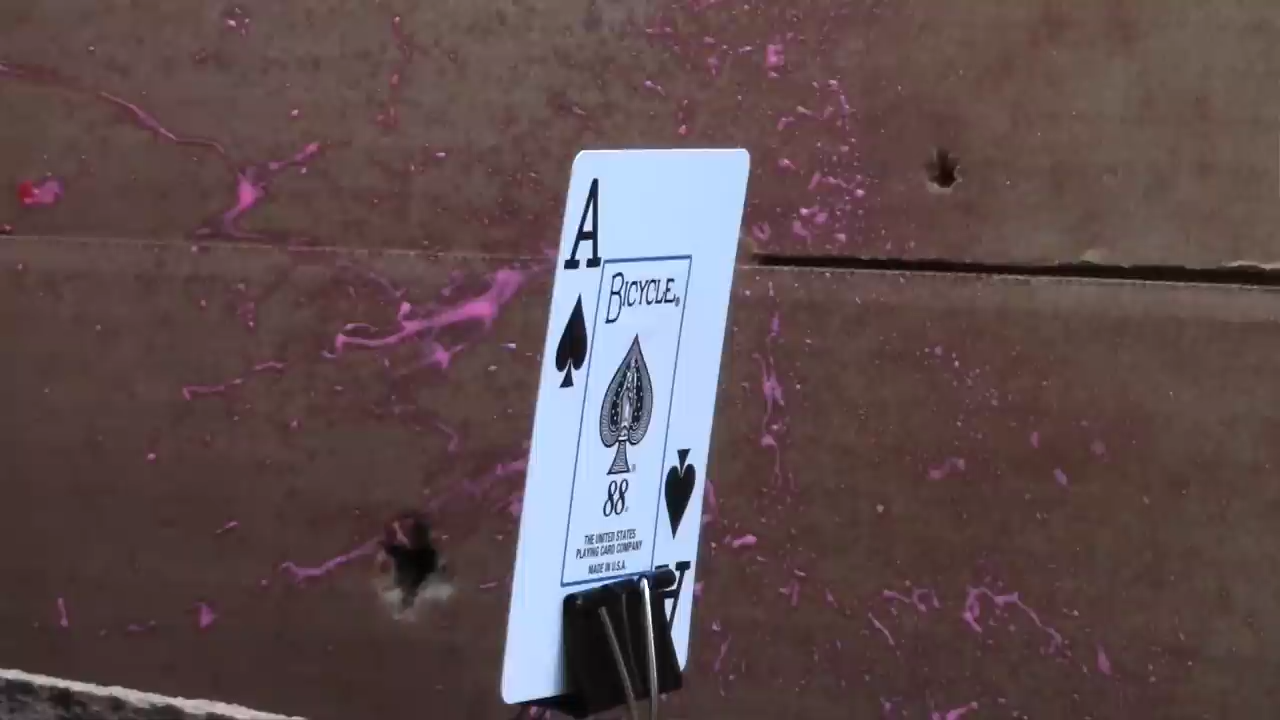 A
BICYCLE®
88®
THE UNITED STATES
PLAYING CARD COMPANY
MADE IN U.S.A.
A